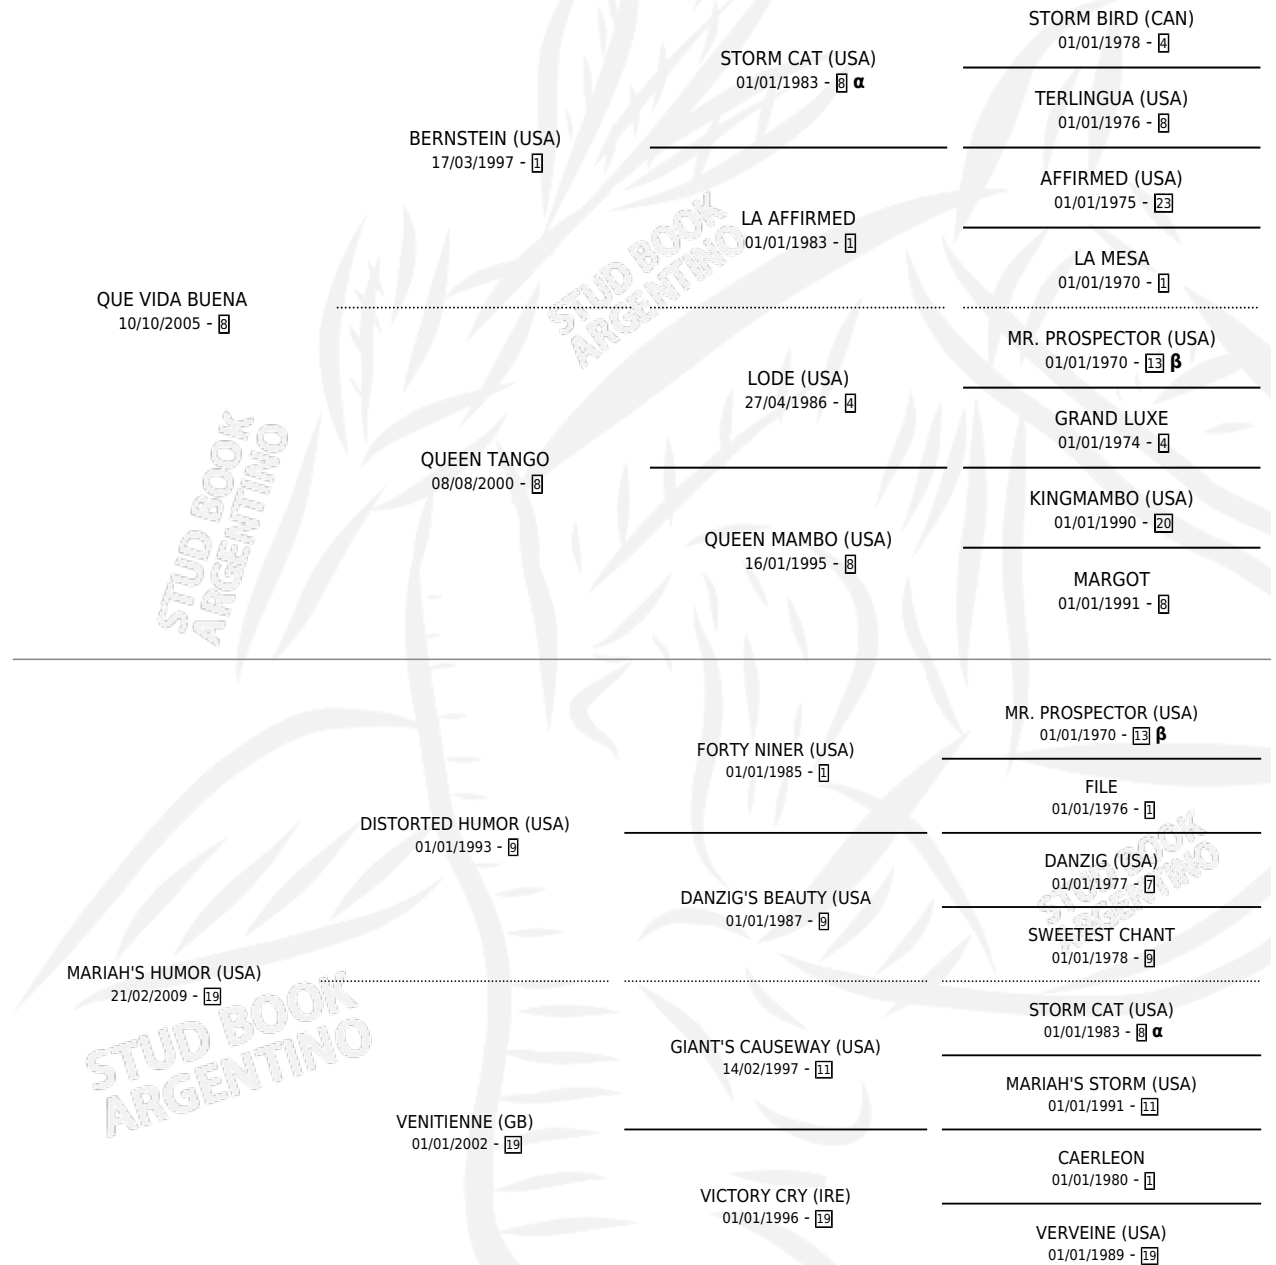 STORM BIRD (CAN)
01/01/1978 - 4
STORM CAT (USA)
01/01/1983 - 8 α
TERLINGUA (USA)
01/01/1976 - 8
BERNSTEIN (USA)
17/03/1997 - 1
AFFIRMED (USA)
01/01/1975 - 23
LA AFFIRMED
01/01/1983 - 1
LA MESA
01/01/1970 - 1
QUE VIDA BUENA
10/10/2005 - 8
MR. PROSPECTOR (USA)
01/01/1970 - 13 β
LODE (USA)
27/04/1986 - 4
GRAND LUXE
01/01/1974 - 4
QUEEN TANGO
08/08/2000 - 8
KINGMAMBO (USA)
01/01/1990 - 20
QUEEN MAMBO (USA)
16/01/1995 - 8
MARGOT
01/01/1991 - 8
MR. PROSPECTOR (USA)
01/01/1970 - 13 β
FORTY NINER (USA)
01/01/1985 - 1
FILE
01/01/1976 - 1
DISTORTED HUMOR (USA)
01/01/1993 - 9
DANZIG (USA)
01/01/1977 - 7
DANZIG'S BEAUTY (USA
01/01/1987 - 9
SWEETEST CHANT
01/01/1978 - 9
MARIAH'S HUMOR (USA)
21/02/2009 - 19
STORM CAT (USA)
01/01/1983 - 8 α
GIANT'S CAUSEWAY (USA)
14/02/1997 - 11
MARIAH'S STORM (USA)
01/01/1991 - 11
VENITIENNE (GB)
01/01/2002 - 19
CAERLEON
01/01/1980 - 1
VICTORY CRY (IRE)
01/01/1996 - 19
VERVEINE (USA)
01/01/1989 - 19
STUD BOOK
ARGENTINO
STUD BOOK
ARGENTINO
STUD BOOK
ARGENTINO
STUD BOOK
ARGENTINO